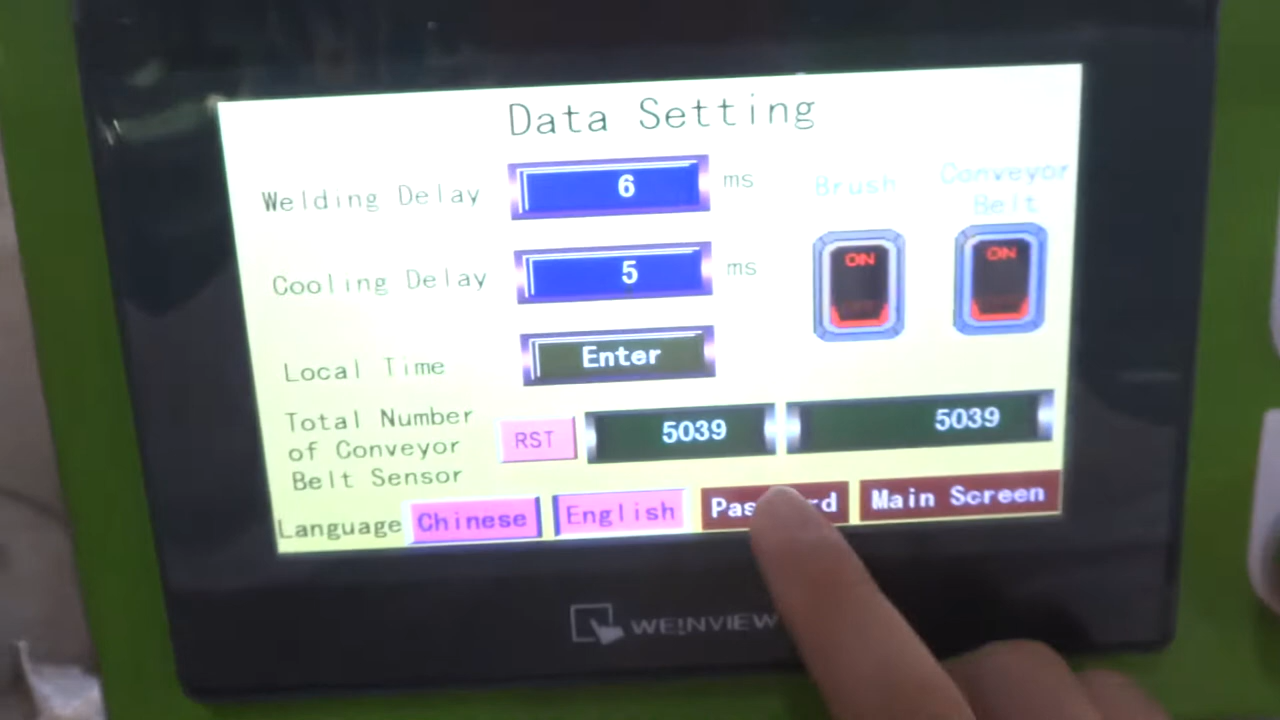 Data Setting
Welding Delay 6 ms
Brush
Conveyor
Belt
ON
ON
Cooling Delay 5 ms
Local Time Enter
Total Number
of Conveyor
Belt Sensor
RST 5039 5039
Language Chinese English Main Screen
WEINVIEW